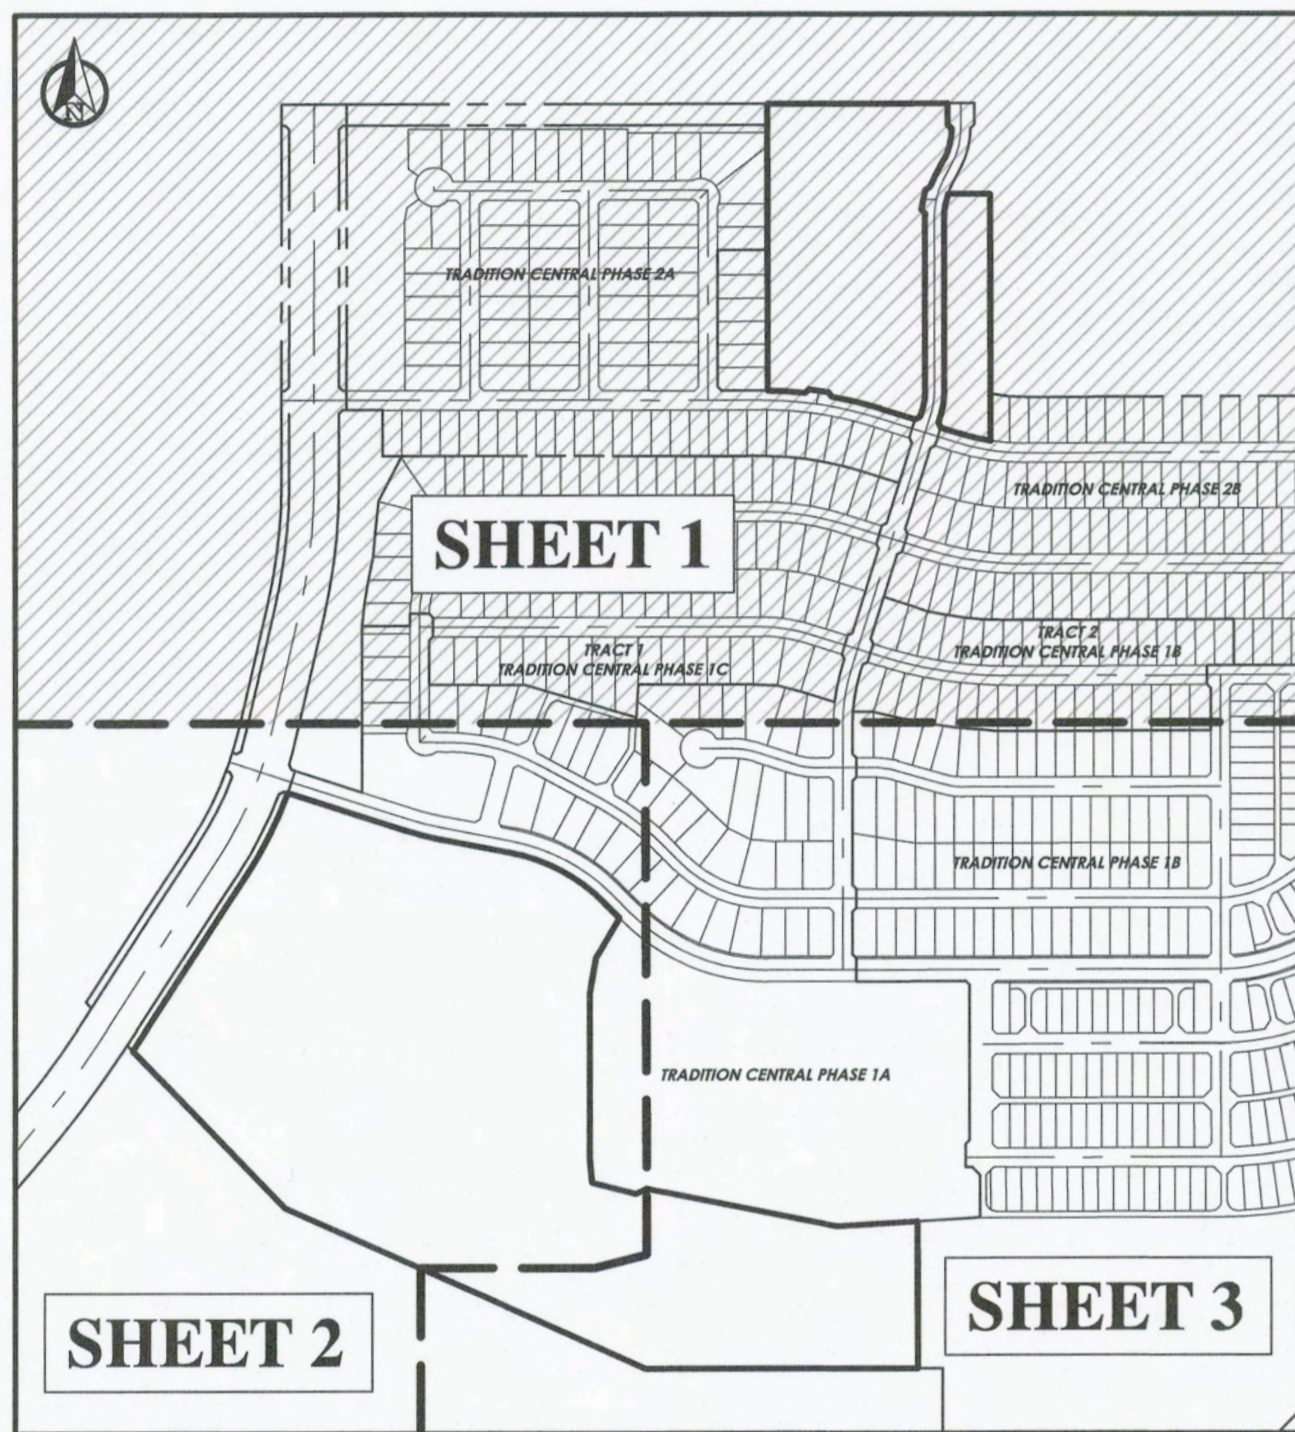 N
TRADITION CENTRAL PHASE 2A
TRADITION CENTRAL PHASE 2B
SHEET 1
TRACT 1
TRADITION CENTRAL PHASE 1C
TRACT 2
TRADITION CENTRAL PHASE 1B
TRADITION CENTRAL PHASE 1B
TRADITION CENTRAL PHASE 1A
SHEET 2
SHEET 3